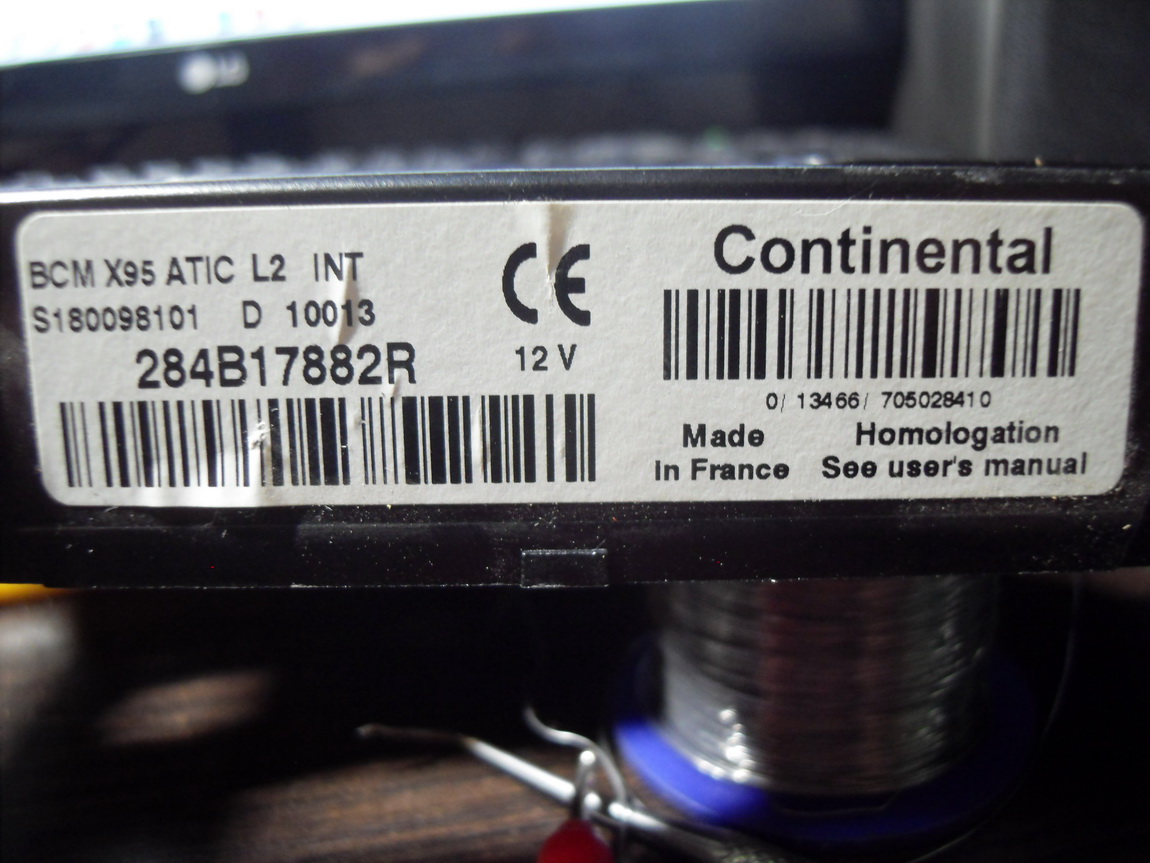 LG
BCM X95 ATIC L2 INT
S180098101 D 10013
284B17882R
CE
12 V
Continental
0/ 13466/ 705028410
Made
in France
Homologation
See user's manual